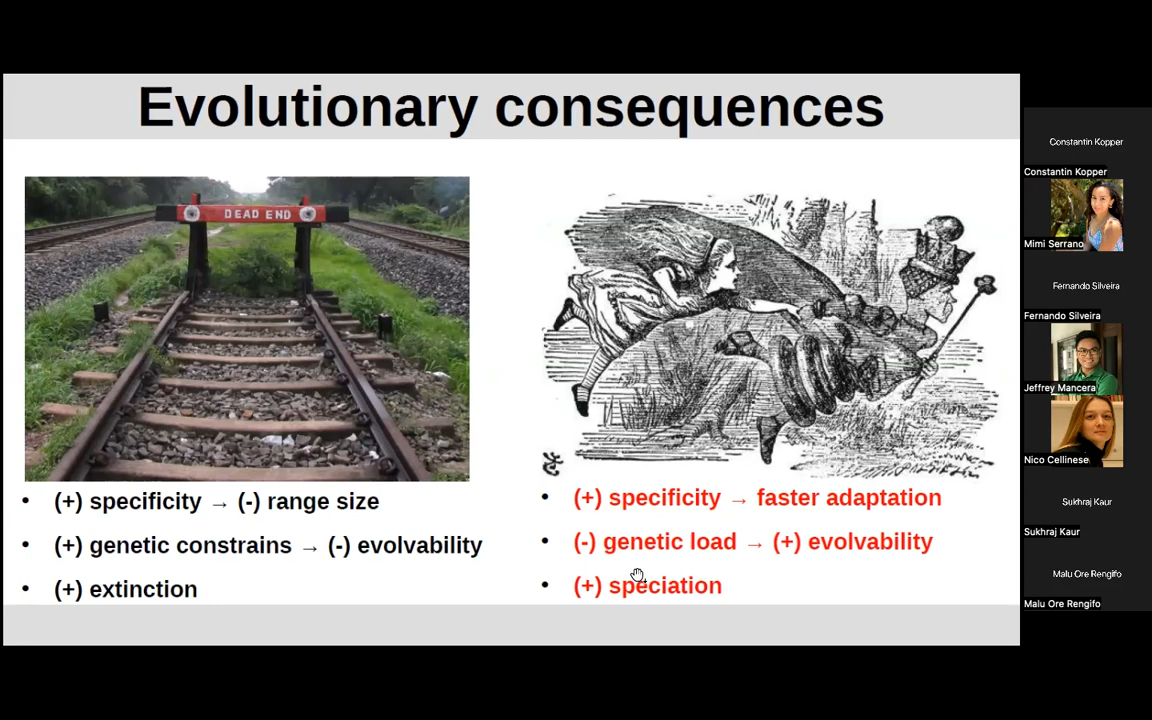 Evolutionary consequences
DEAD END
• (+) specificity → (-) range size
• (+) genetic constrains → (-) evolvability
• (+) extinction
• (+) specificity → faster adaptation
• (-) genetic load → (+) evolvability
• (+) speciation
Constantin Kopper
Constantin Kopper
Mimi Serrano
Fernando Silveira
Fernando Silveira
Jeffrey Mancera
Nico Cellinese
Sukhraj Kaur
Sukhraj Kaur
Malu Ore Rengifo
Malu Ore Rengifo